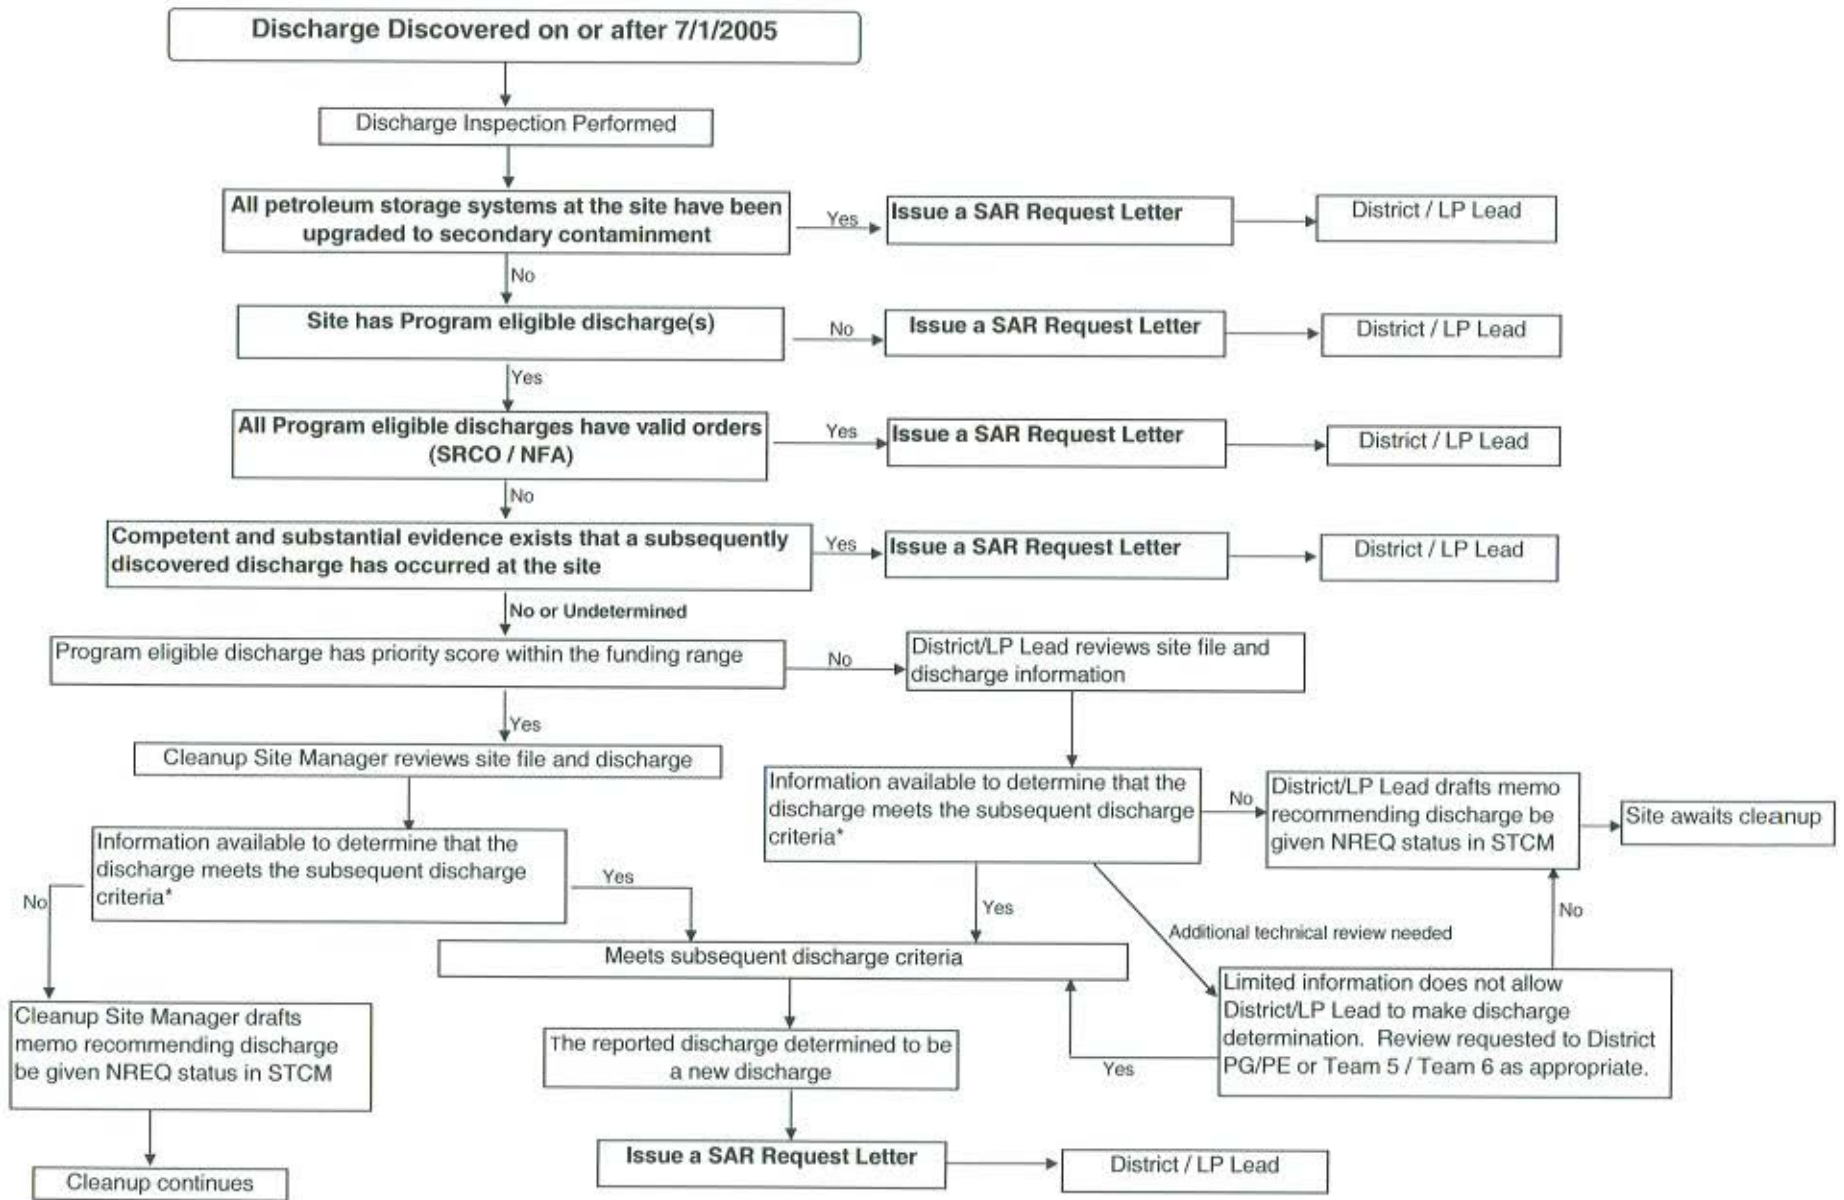 Discharge Discovered on or after 7/1/2005
Discharge Inspection Performed
All petroleum storage systems at the site have been
upgraded to secondary contaminment
Yes
Issue a SAR Request Letter
District / LP Lead
No
Site has Program eligible discharge(s)
No
Issue a SAR Request Letter
District / LP Lead
Yes
All Program eligible discharges have valid orders
(SRCO / NFA)
Yes
Issue a SAR Request Letter
District / LP Lead
No
Competent and substantial evidence exists that a subsequently
discovered discharge has occurred at the site
Yes
Issue a SAR Request Letter
District / LP Lead
No or Undetermined
Program eligible discharge has priority score within the funding range
No
District/LP Lead reviews site file and
discharge information
Yes
Cleanup Site Manager reviews site file and discharge
Information available to determine that the
discharge meets the subsequent discharge
criteria*
No
District/LP Lead drafts memo
recommending discharge be
given NREQ status in STCM
Site awaits cleanup
Information available to determine that the
discharge meets the subsequent discharge
criteria*
No
Yes
Yes
Additional technical review needed
No
Meets subsequent discharge criteria
Limited information does not allow
District/LP Lead to make discharge
determination.  Review requested to District
PG/PE or Team 5 / Team 6 as appropriate.
Yes
Cleanup Site Manager drafts
memo recommending discharge
be given NREQ status in STCM
The reported discharge determined to be
a new discharge
Cleanup continues
Issue a SAR Request Letter
District / LP Lead